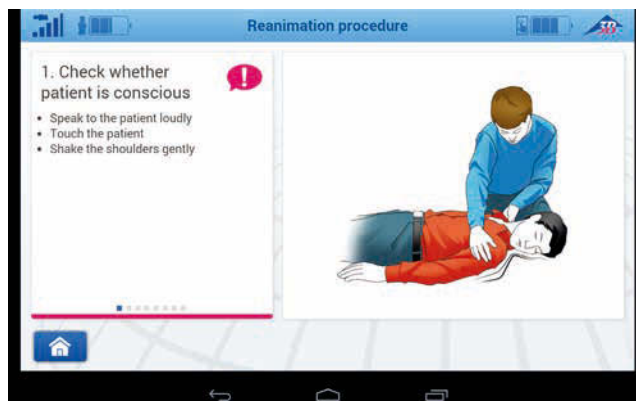 Reanimation procedure
3B
1. Check whether
patient is conscious
!
• Speak to the patient loudly
• Touch the patient
• Shake the shoulders gently